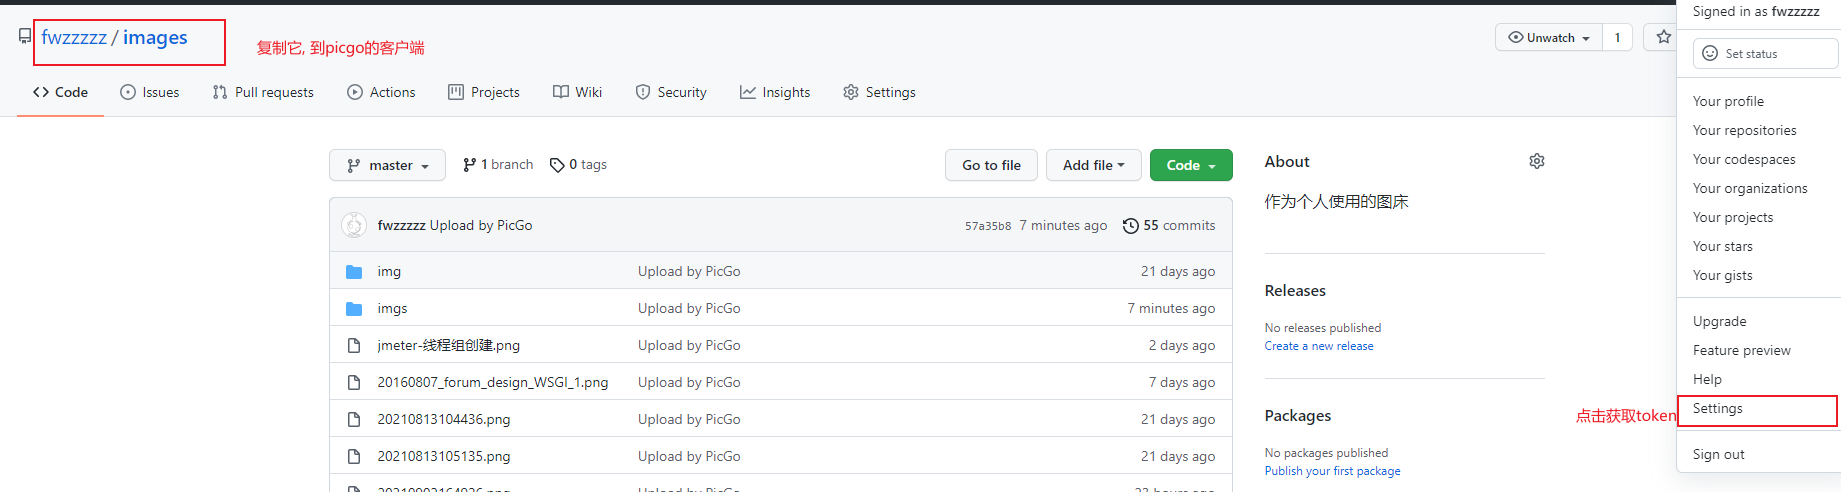 Signed in as fwzzzzz
fwzzzzz / images
复制它, 到picgo的客户端
Unwatch 1
Set status
Code Issues Pull requests Actions Projects Wiki Security Insights Settings
Your profile
Your repositories
Your codespaces
Your organizations
Your projects
Your stars
Your gists
Upgrade
Feature preview
Help
点击获取token
Settings
Sign out
master 1 branch 0 tags Go to file Add file Code
fwzzzzz Upload by PicGo 57a35b8 7 minutes ago 55 commits
img Upload by PicGo 21 days ago
imgs Upload by PicGo 7 minutes ago
jmeter-线程组创建.png Upload by PicGo 2 days ago
20160807_forum_design_WSGI_1.png Upload by PicGo 7 days ago
20210813104436.png Upload by PicGo 21 days ago
20210813105135.png Upload by PicGo 21 days ago
About
作为个人使用的图床
Releases
No releases published
Create a new release
Packages
No packages published
Publish your first package